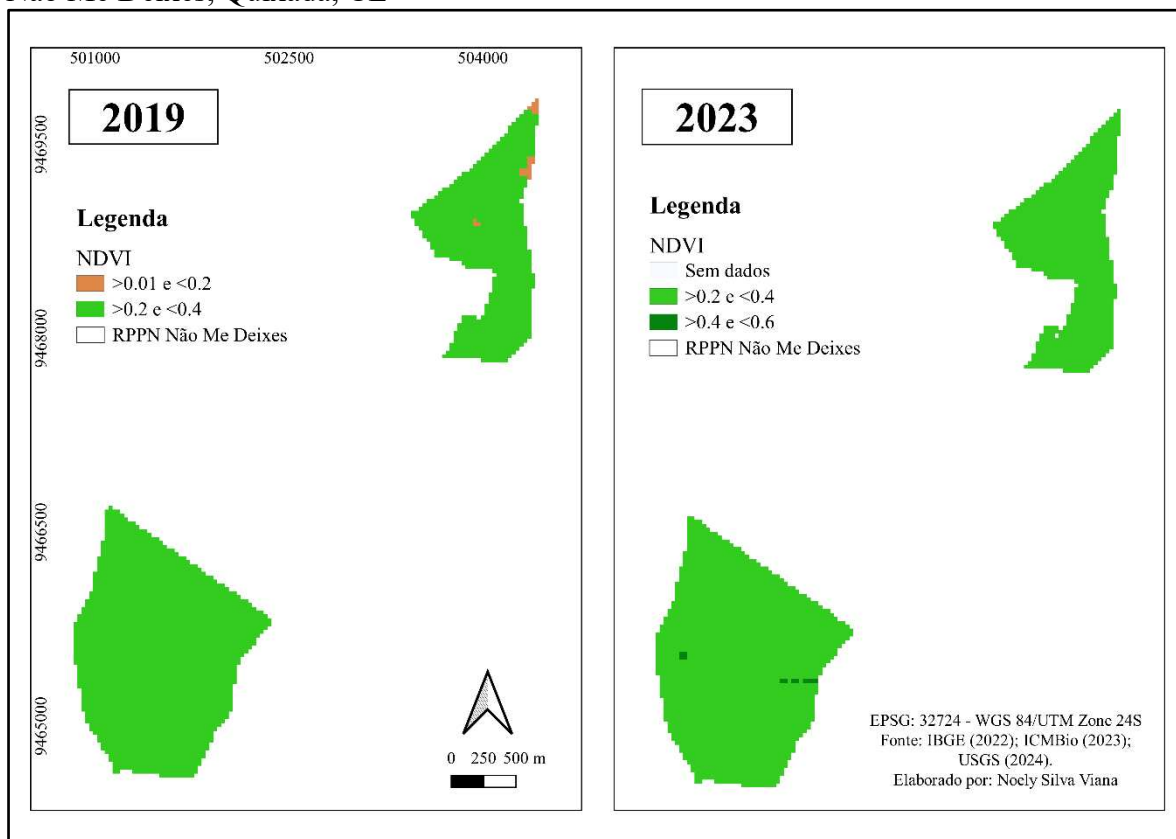 Não Me Deixes, Quixadá, CE
501000 502500 504000
2019
9469500
9468000
9466500
9465000
Legenda
NDVI
>0.01 e <0.2
>0.2 e <0.4
RPPN Não Me Deixes
0 250 500 m
2023
Legenda
NDVI
Sem dados
>0.2 e <0.4
>0.4 e <0.6
RPPN Não Me Deixes
EPSG: 32724 - WGS 84/UTM Zone 24S
Fonte: IBGE (2022); ICMBio (2023);
USGS (2024).
Elaborado por: Noely Silva Viana